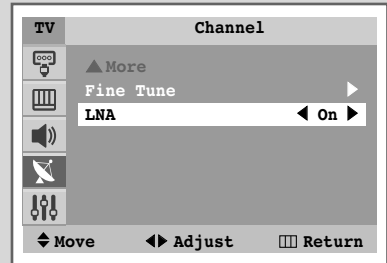 TV Channel
▲ More
Fine Tune ▶
LNA ◀ On ▶
Move Adjust Return